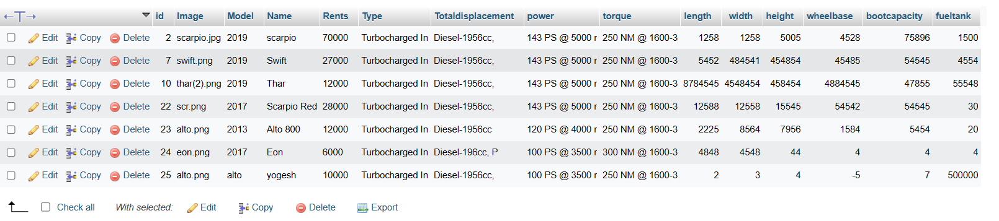 id Image Model Name Rents Type Totaldisplacement power torque length width height wheelbase bootcapacity fueltank
Edit Copy Delete 2 scarpio.jpg 2019 scarpio 70000 Turbocharged In Diesel-1956cc, 143 PS @ 5000 r 250 NM @ 1600-3 1258 1258 5005 4528 75896 1500
Edit Copy Delete 7 swift.png 2019 Swift 27000 Turbocharged In Diesel-1956cc, 143 PS @ 5000 r 250 NM @ 1600-3 5452 484541 454854 45485 54545 4554
Edit Copy Delete 10 thar(2).png 2019 Thar 12000 Turbocharged In Diesel-1956cc, 143 PS @ 5000 r 250 NM @ 1600-3 8784545 4548454 458454 4884545 47855 55548
Edit Copy Delete 22 scr.png 2017 Scarpio Red 28000 Turbocharged In Diesel-1956cc, 143 PS @ 5000 r 250 NM @ 1600-3 12588 12558 15545 54542 54545 30
Edit Copy Delete 23 alto.png 2013 Alto 800 12000 Turbocharged In Diesel-1956cc 120 PS @ 4000 r 250 NM @ 1600-3 2225 8564 7956 1584 5454 20
Edit Copy Delete 24 eon.png 2017 Eon 6000 Turbocharged In Diesel-196cc, P 100 PS @ 3500 r 300 NM @ 1600-3 4848 4548 44 4 4 4
Edit Copy Delete 25 alto.png alto yogesh 10000 Turbocharged In Diesel-1956cc, 100 PS @ 3500 r 250 NM @ 1600-3 2 3 4 -5 7 500000
Check all With selected: Edit Copy Delete Export